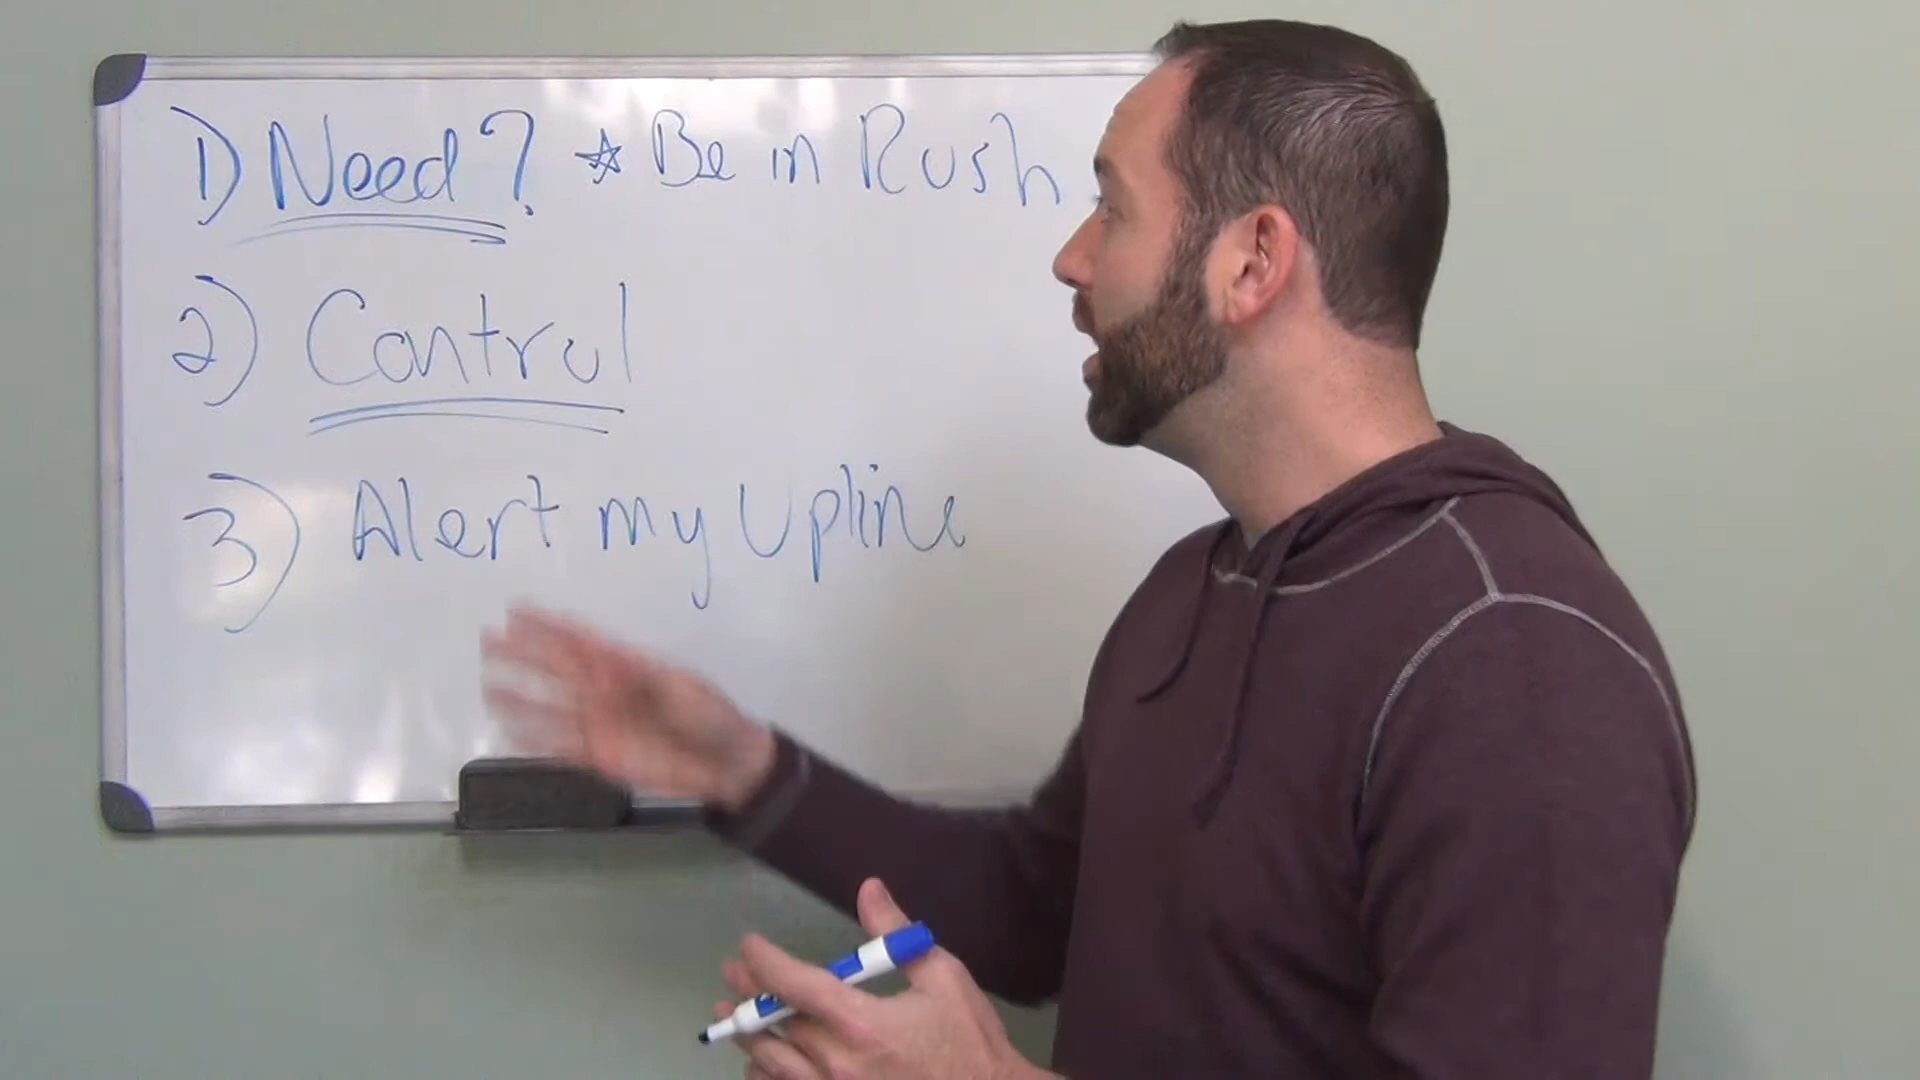 1) Need? ☆ Be in Rush
2) Control
3) Alert my Upline